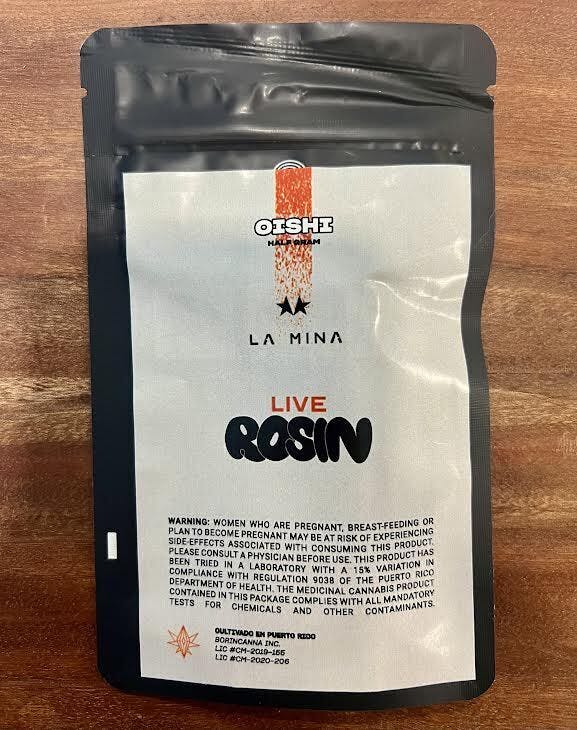 OISHI
HALF GRAM
LA MINA
LIVE
ROSIN
WARNING: WOMEN WHO ARE PREGNANT, BREAST-FEEDING OR
PLAN TO BECOME PREGNANT MAY BE AT RISK OF EXPERIENCING
SIDE-EFFECTS ASSOCIATED WITH CONSUMING THIS PRODUCT.
PLEASE CONSULT A PHYSICIAN BEFORE USE. THIS PRODUCT HAS
BEEN TRIED IN A LABORATORY WITH A 15% VARIATION IN
COMPLIANCE WITH REGULATION 9038 OF THE PUERTO RICO
DEPARTMENT OF HEALTH. THE MEDICINAL CANNABIS PRODUCT
CONTAINED IN THIS PACKAGE COMPLIES WITH ALL MANDATORY
TESTS FOR CHEMICALS AND OTHER CONTAMINANTS.
CULTIVADO EN PUERTO RICO
BORINCANNA INC.
LIC #CM-2019-155
LIC #CM-2020-206